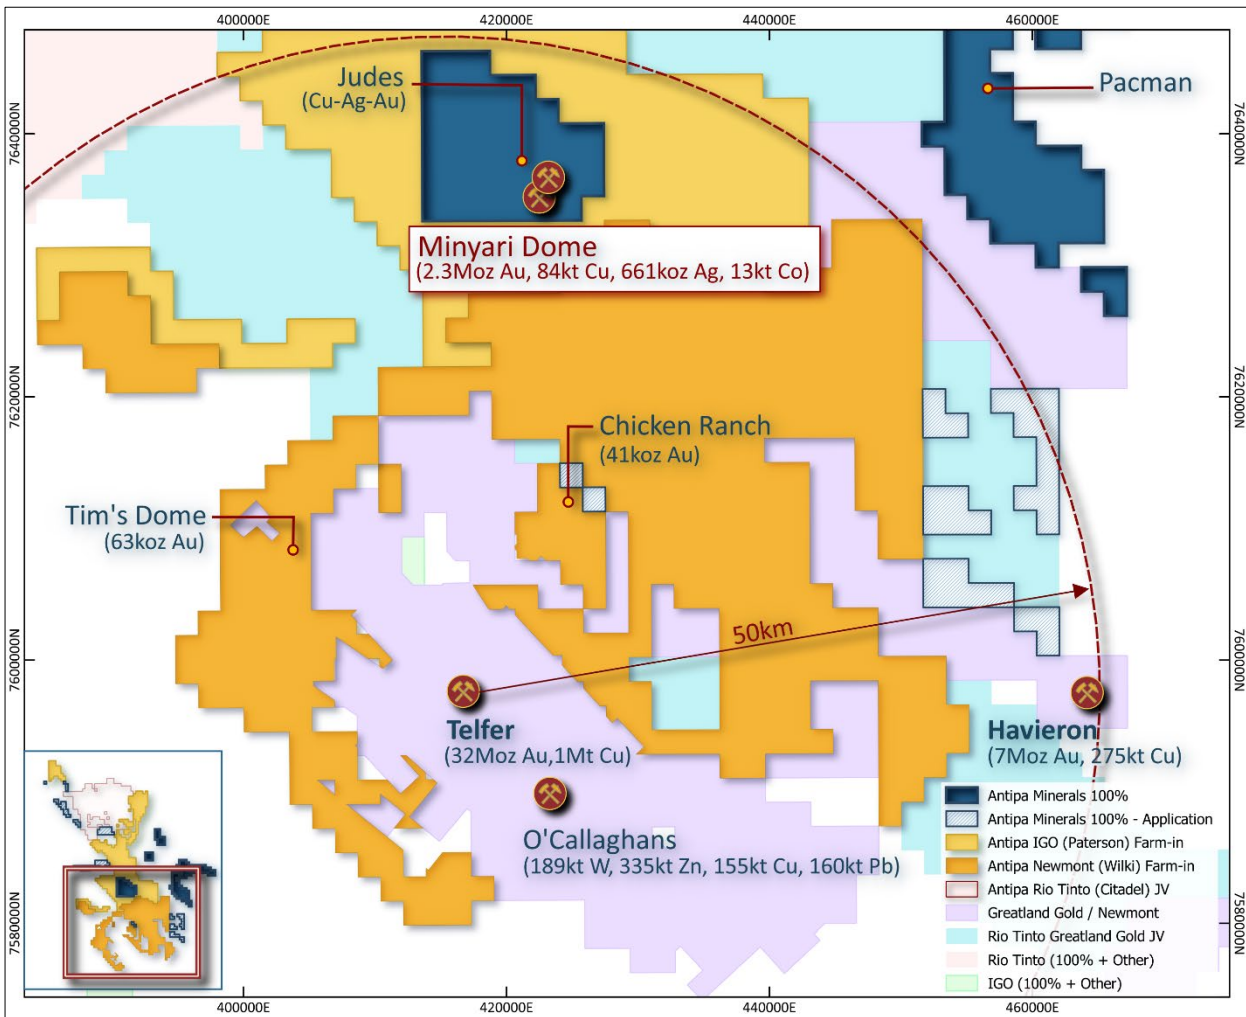 400000E
420000E
440000E
460000E
7640000N
7640000N
7620000N
7620000N
7600000N
7600000N
7580000N
7580000N
Judes
(Cu-Ag-Au)
Pacman
Minyari Dome
(2.3Moz Au, 84kt Cu, 661koz Ag, 13kt Co)
Chicken Ranch
(41koz Au)
Tim's Dome
(63koz Au)
50km
Telfer
(32Moz Au,1Mt Cu)
Havieron
(7Moz Au, 275kt Cu)
O'Callaghans
(189kt W, 335kt Zn, 155kt Cu, 160kt Pb)
Antipa Minerals 100%
Antipa Minerals 100% - Application
Antipa IGO (Paterson) Farm-in
Antipa Newmont (Wilki) Farm-in
Antipa Rio Tinto (Citadel) JV
Greatland Gold / Newmont
Rio Tinto Greatland Gold JV
Rio Tinto (100% + Other)
IGO (100% + Other)
400000E
420000E
440000E
460000E